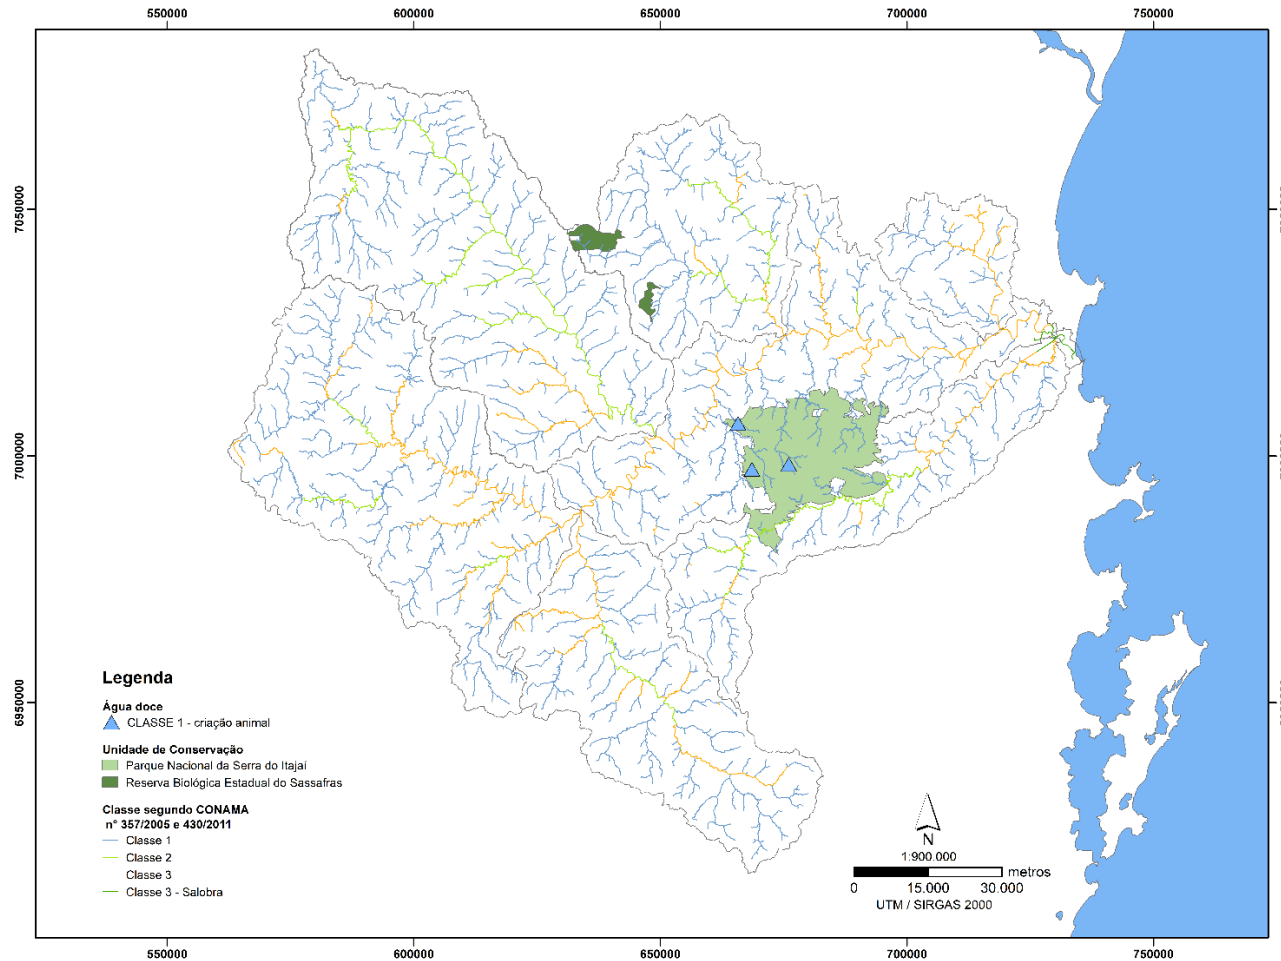 550000 600000 650000 700000 750000
7050000
7000000
6950000
Legenda
Água doce
CLASSE 1 - criação animal
Unidade de Conservação
Parque Nacional da Serra do Itajaí
Reserva Biológica Estadual do Sassafras
Classe segundo CONAMA
n° 357/2005 e 430/2011
Classe 1
Classe 2
Classe 3
Classe 3 - Salobra
N
1:900.000
metros
0 15.000 30.000
UTM / SIRGAS 2000
550000 600000 650000 700000 750000